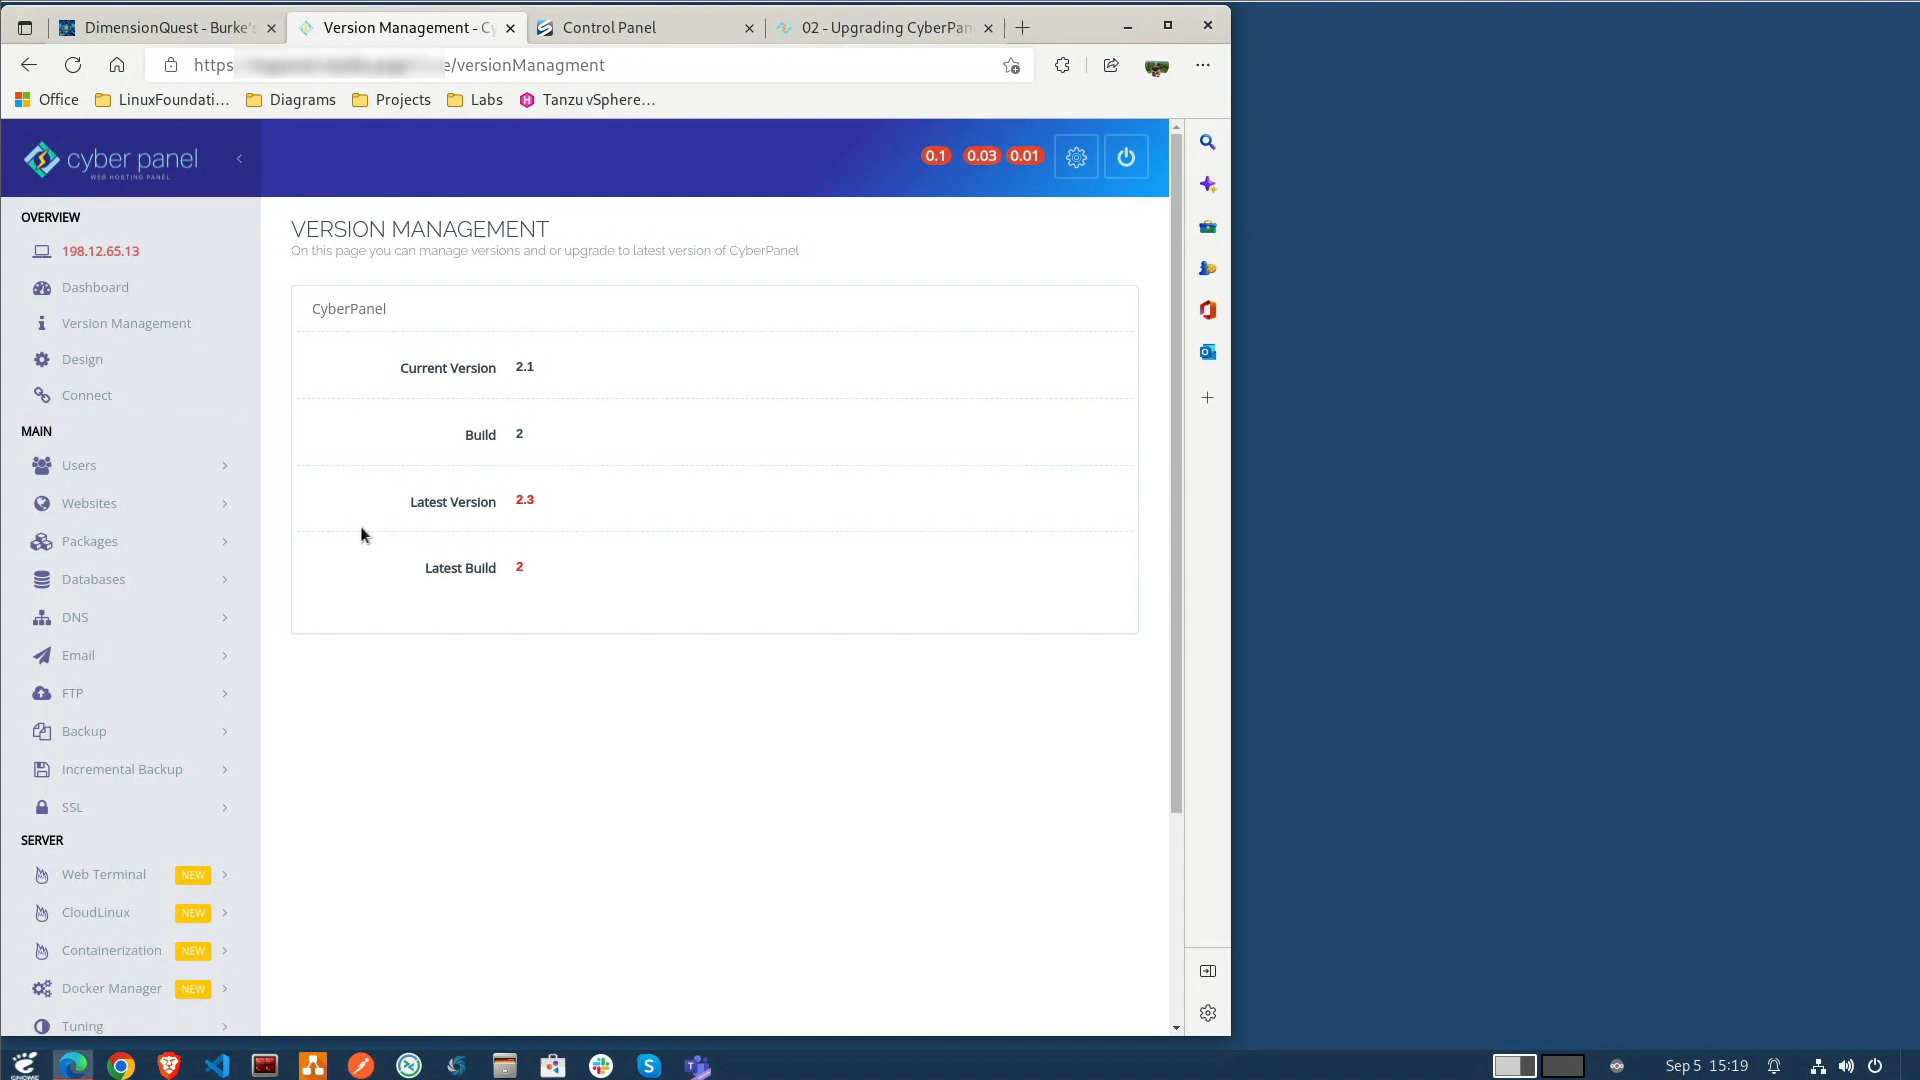 DimensionQuest - Burke's
Version Management - Cy
Control Panel
02 - Upgrading CyberPan
https
e/versionManagment
Office
LinuxFoundati...
Diagrams
Projects
Labs
Tanzu vSphere...
cyber panel
WEB HOSTING PANEL
0.1
0.03
0.01
OVERVIEW
198.12.65.13
Dashboard
Version Management
Design
Connect
MAIN
Users
Websites
Packages
Databases
DNS
Email
FTP
Backup
Incremental Backup
SSL
SERVER
Web Terminal NEW
CloudLinux NEW
Containerization NEW
Docker Manager NEW
Tuning
VERSION MANAGEMENT
On this page you can manage versions and or upgrade to latest version of CyberPanel
CyberPanel
Current Version 2.1
Build 2
Latest Version 2.3
Latest Build 2
GNOME
Sep 5 15:19